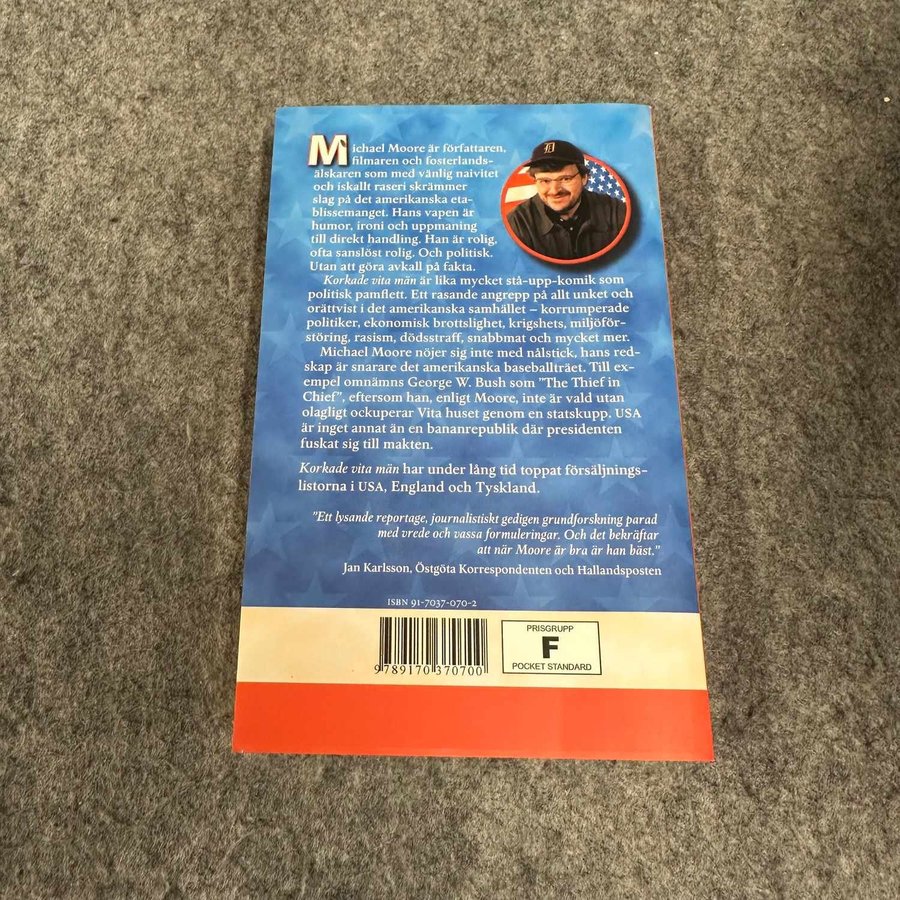 Michael Moore är författaren,
filmaren och fosterlands-
älskaren som med vänlig naivitet
och iskallt raseri skrämmer
slag på det amerikanska eta-
blissemanget. Hans vapen är
humor, ironi och uppmaning
till direkt handling. Han är rolig,
ofta sanslöst rolig. Och politisk.
Utan att göra avkall på fakta.
Korkade vita män är lika mycket stå-upp-komik som
politisk pamflett. Ett rasande angrepp på allt unket och
orättvist i det amerikanska samhället – korrumperade
politiker, ekonomisk brottslighet, krigshets, miljöför-
störing, rasism, dödsstraff, snabbmat och mycket mer.
Michael Moore nöjer sig inte med nålstick, hans red-
skap är snarare det amerikanska baseballträet. Till ex-
empel omnämns George W. Bush som ”The Thief in
Chief”, eftersom han, enligt Moore, inte är vald utan
olagligt ockuperar Vita huset genom en statskupp. USA
är inget annat än en bananrepublik där presidenten
fuskat sig till makten.
Korkade vita män har under lång tid toppat försäljnings-
listorna i USA, England och Tyskland.
”Ett lysande reportage, journalistiskt gedigen grundforskning parad
med vrede och vassa formuleringar. Och det bekräftar
att när Moore är bra är han bäst.”
Jan Karlsson, Östgöta Korrespondenten och Hallandsposten
ISBN 91-7037-070-2
9789170370700
PRISGRUPP
F
POCKET STANDARD
D